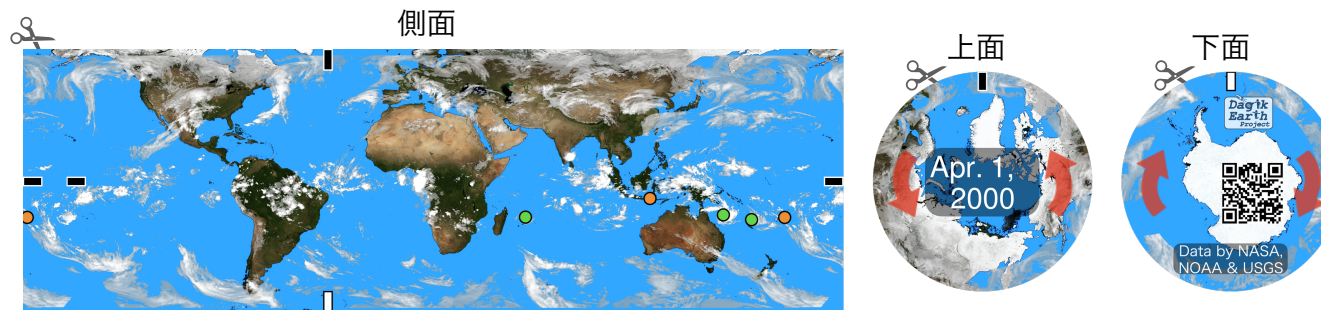 側面
上面
下面
Apr. 1,
2000
Dagik
Earth
Project
Data by NASA,
NOAA & USGS